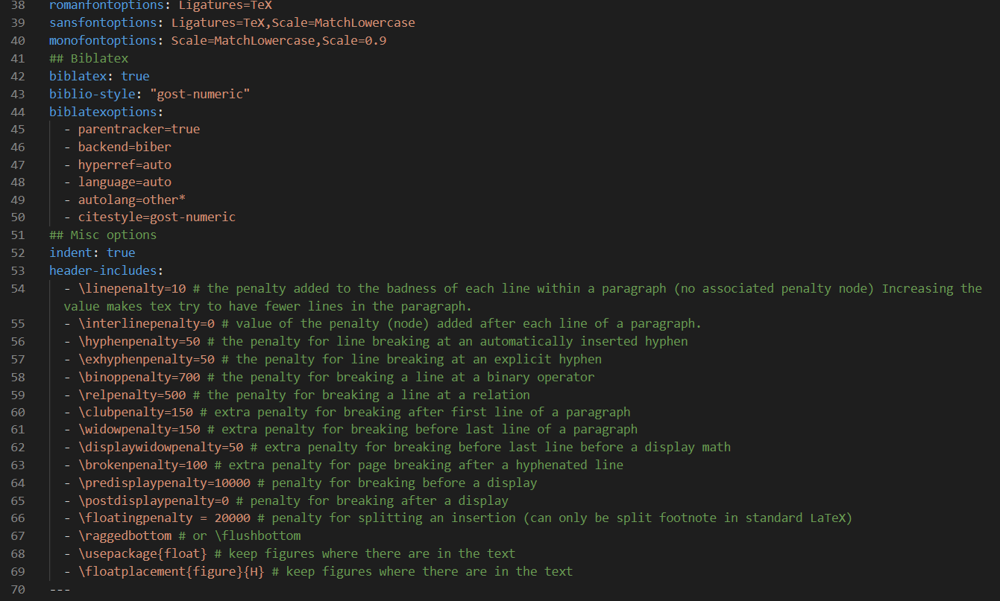 38 romanfontoptions: Ligatures=TeX
39 sansfontoptions: Ligatures=TeX,Scale=MatchLowercase
40 monofontoptions: Scale=MatchLowercase,Scale=0.9
41 ## Biblatex
42 biblatex: true
43 biblio-style: "gost-numeric"
44 biblatexoptions:
45 - parentracker=true
46 - backend=biber
47 - hyperref=auto
48 - language=auto
49 - autolang=other*
50 - citestyle=gost-numeric
51 ## Misc options
52 indent: true
53 header-includes:
54 - \linepenalty=10 # the penalty added to the badness of each line within a paragraph (no associated penalty node) Increasing the
value makes tex try to have fewer lines in the paragraph.
55 - \interlinepenalty=0 # value of the penalty (node) added after each line of a paragraph.
56 - \hyphenpenalty=50 # the penalty for line breaking at an automatically inserted hyphen
57 - \exhyphenpenalty=50 # the penalty for line breaking at an explicit hyphen
58 - \binoppenalty=700 # the penalty for breaking a line at a binary operator
59 - \relpenalty=500 # the penalty for breaking a line at a relation
60 - \clubpenalty=150 # extra penalty for breaking after first line of a paragraph
61 - \widowpenalty=150 # extra penalty for breaking before last line of a paragraph
62 - \displaywidowpenalty=50 # extra penalty for breaking before last line before a display math
63 - \brokenpenalty=100 # extra penalty for page breaking after a hyphenated line
64 - \predisplaypenalty=10000 # penalty for breaking before a display
65 - \postdisplaypenalty=0 # penalty for breaking after a display
66 - \floatingpenalty = 20000 # penalty for splitting an insertion (can only be split footnote in standard LaTeX)
67 - \raggedbottom # or \flushbottom
68 - \usepackage{float} # keep figures where there are in the text
69 - \floatplacement{figure}{H} # keep figures where there are in the text
70 ---